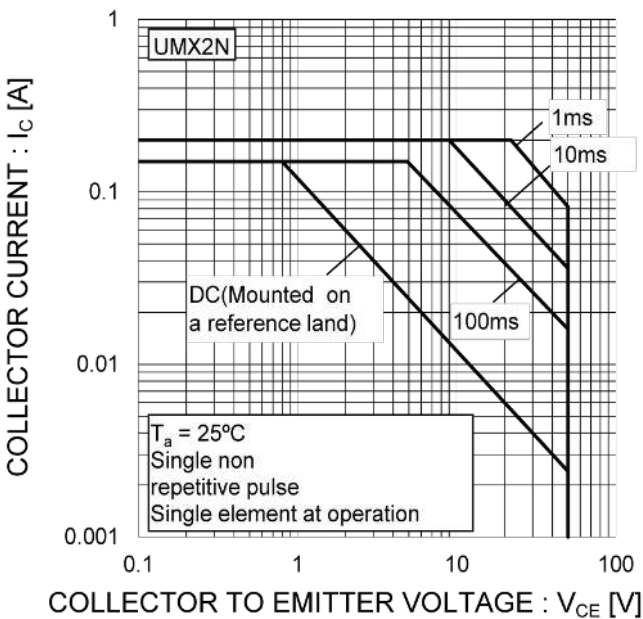 1
UMX2N
1ms
10ms
0.1
DC(Mounted on
a reference land)
100ms
0.01
Ta = 25ºC
Single non
repetitive pulse
Single element at operation
0.001
0.1
1
10
100
COLLECTOR CURRENT : IC [A]
COLLECTOR TO EMITTER VOLTAGE : VCE [V]